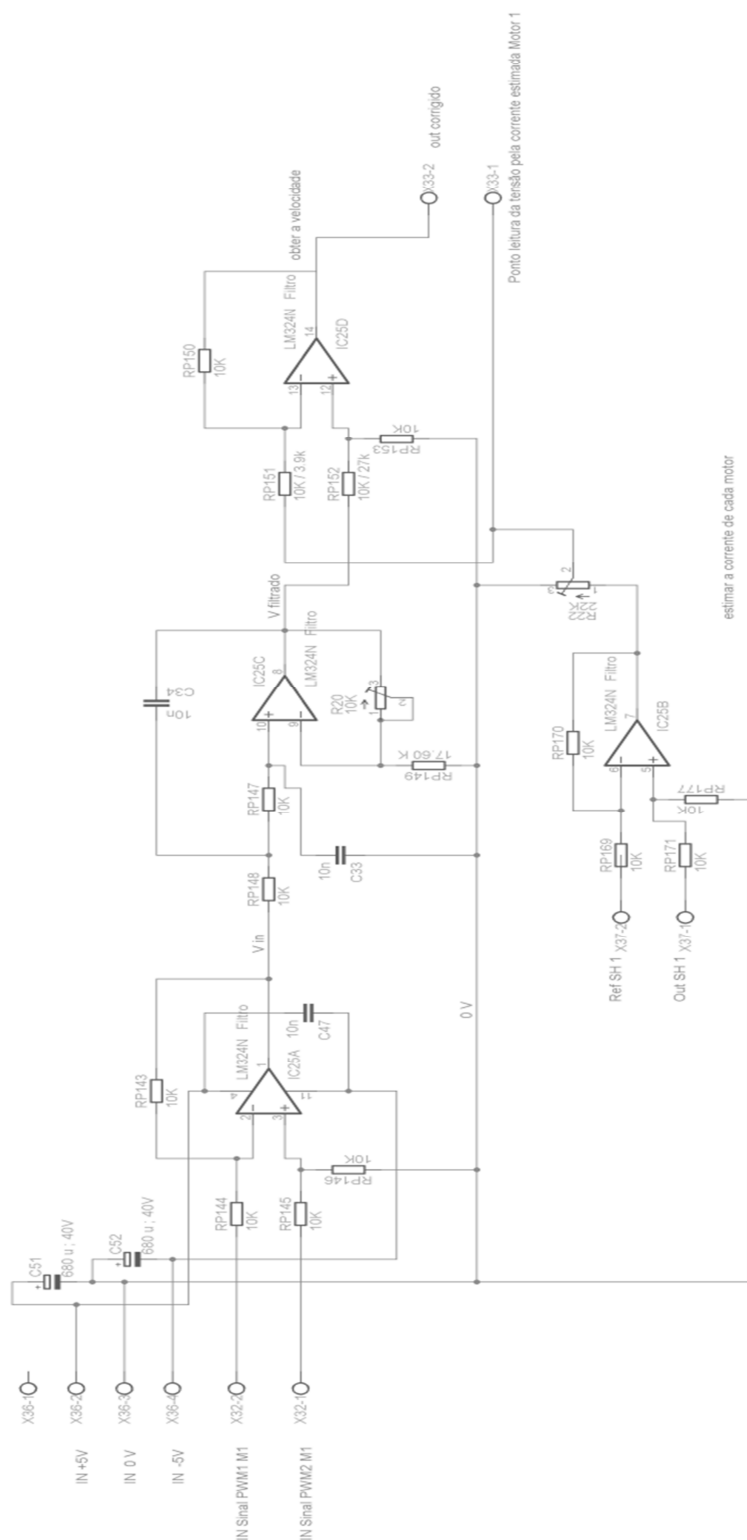 X36-1
X36-2
IN +5V
X36-3
IN 0 V
X36-4
IN -5V
X32-2
IN Sinal PWM1 M1
X32-1
IN Sinal PWM2 M1
C51
680 u ; 40V
+
C52
680 u ; 40V
+
RP144
10K
RP145
10K
RP146
10K
RP143
10K
LM324N Filtro
IC25A
2
3
4
11
1
-
+
10n
C47
V in
RP148
10K
RP147
10K
C34
10n
10n
C33
IC25C
LM324N Filtro
10
9
8
+
-
R20
10K
1
2
3
RP149
17.60 K
V filtrado
RP151
10K / 3.9k
RP152
10K / 27k
RP153
10K
RP150
10K
LM324N Filtro
IC25D
13
12
14
-
+
obter a velocidade
X33-2
out corrigido
X33-1
Ponto leitura da tensão pela corrente estimada Motor 1
0 V
Ref SH 1
X37-2
Out SH 1
X37-1
RP169
10K
RP171
10K
RP177
10K
RP170
10K
LM324N Filtro
IC25B
6
5
7
-
+
1
2
3
estimar a corrente de cada motor